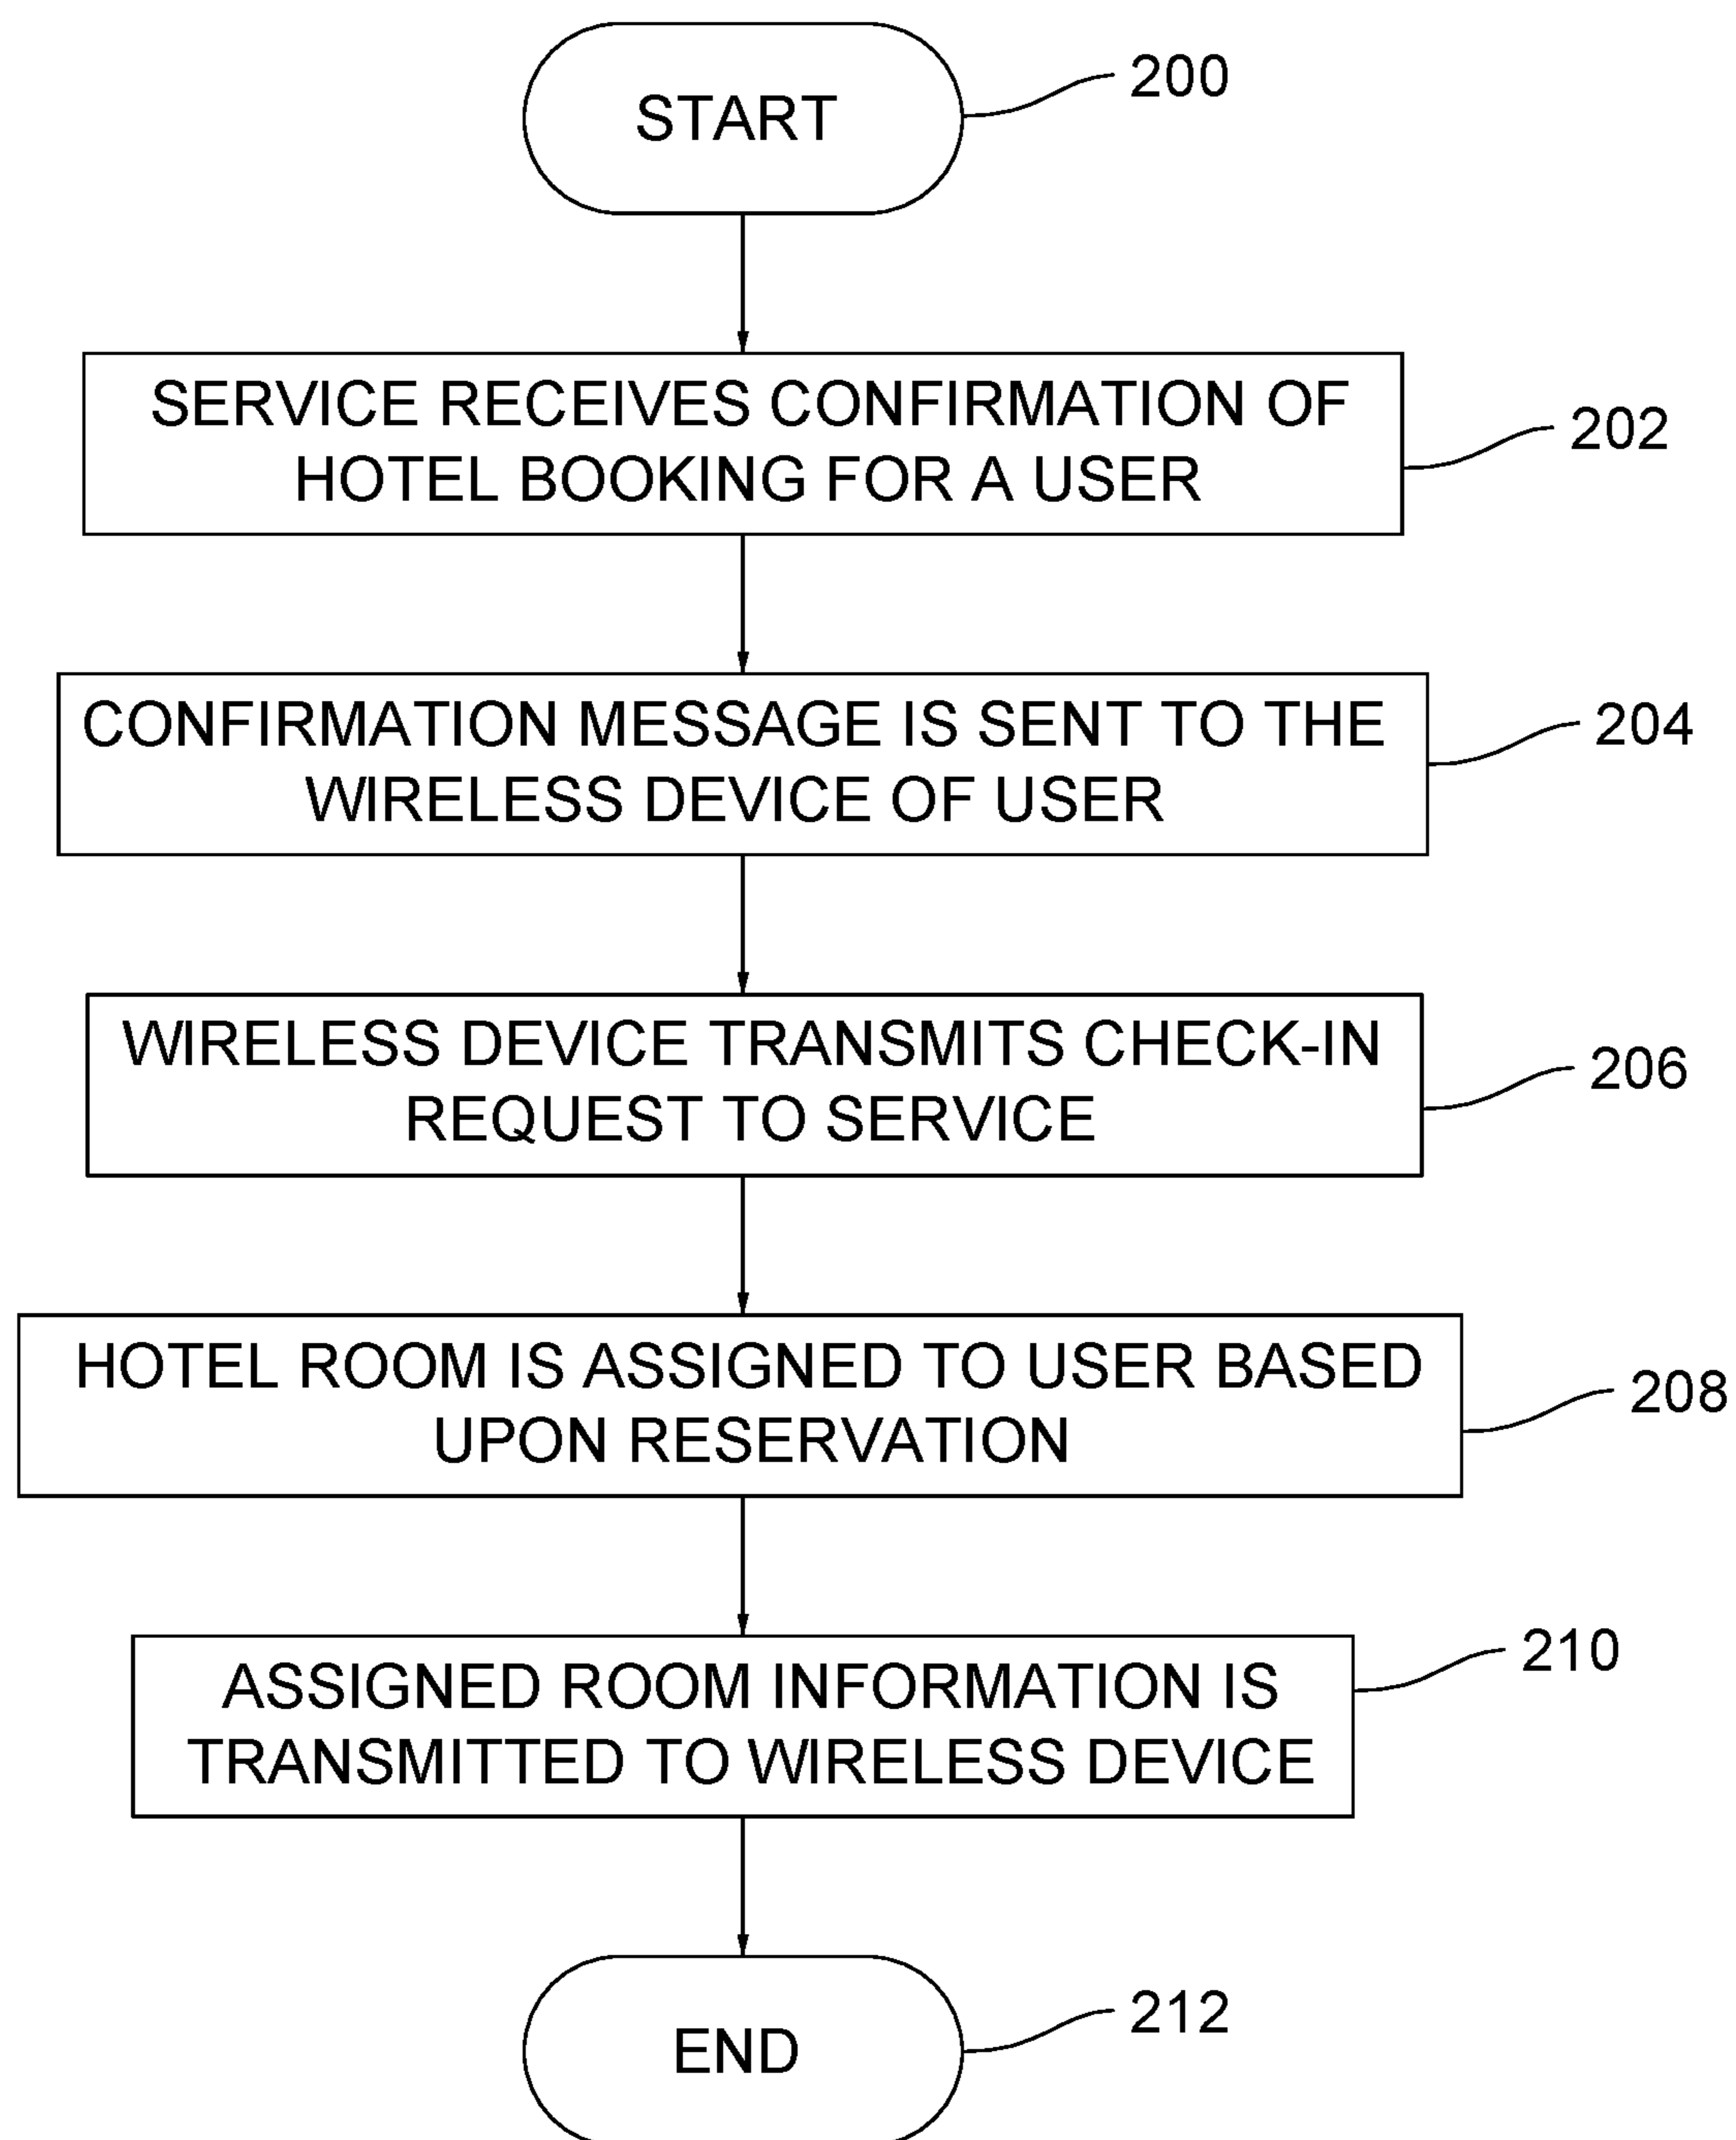 START
200
SERVICE RECEIVES CONFIRMATION OF
HOTEL BOOKING FOR A USER
202
CONFIRMATION MESSAGE IS SENT TO THE
WIRELESS DEVICE OF USER
204
WIRELESS DEVICE TRANSMITS CHECK-IN
REQUEST TO SERVICE
206
HOTEL ROOM IS ASSIGNED TO USER BASED
UPON RESERVATION
208
ASSIGNED ROOM INFORMATION IS
TRANSMITTED TO WIRELESS DEVICE
210
END
212